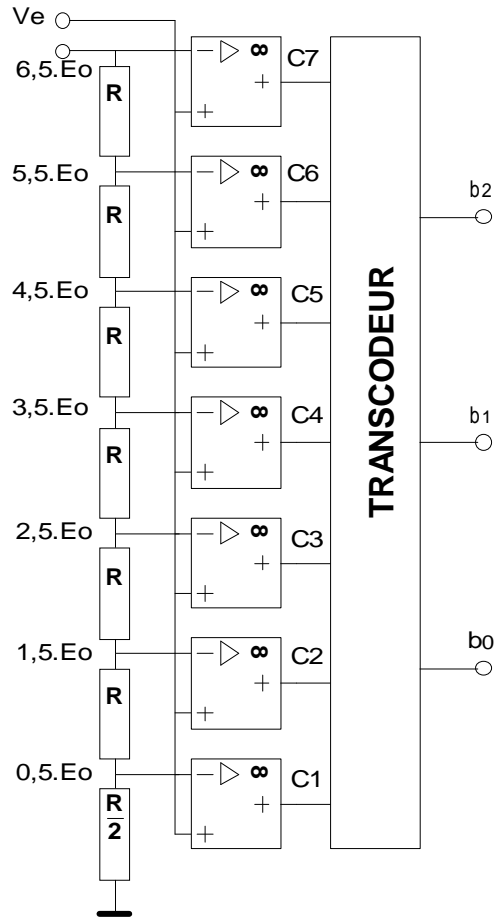 Ve
6,5.Eo
R
− ▷ ∞
+
+
C7
5,5.Eo
R
− ▷ ∞
+
+
C6
b2
4,5.Eo
R
− ▷ ∞
+
+
C5
3,5.Eo
R
− ▷ ∞
+
+
C4
TRANSCODEUR
b1
2,5.Eo
R
− ▷ ∞
+
+
C3
1,5.Eo
R
− ▷ ∞
+
+
C2
b0
0,5.Eo
R
2
− ▷ ∞
+
+
C1